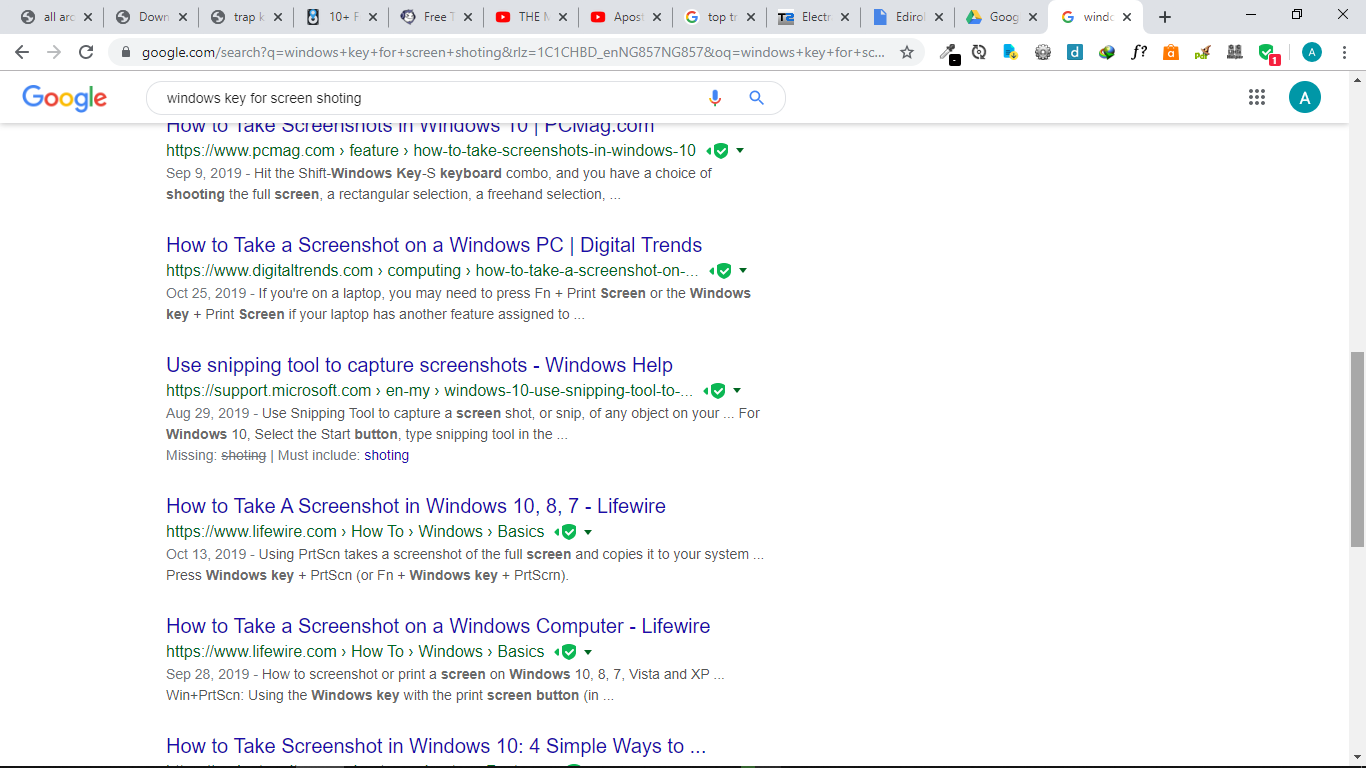 all arc
Down
trap k
10+ F
Free T
THE M
Apost
top tr
Electr
Edirol
Goog
windo
google.com/search?q=windows+key+for+screen+shoting&rlz=1C1CHBD_enNG857NG857&oq=windows+key+for+sc...
Google
windows key for screen shoting
A
How to Take Screenshots in Windows 10 | PCMag.com
https://www.pcmag.com › feature › how-to-take-screenshots-in-windows-10
Sep 9, 2019 - Hit the Shift-Windows Key-S keyboard combo, and you have a choice of
shooting the full screen, a rectangular selection, a freehand selection, ...
How to Take a Screenshot on a Windows PC | Digital Trends
https://www.digitaltrends.com › computing › how-to-take-a-screenshot-on-...
Oct 25, 2019 - If you're on a laptop, you may need to press Fn + Print Screen or the Windows
key + Print Screen if your laptop has another feature assigned to ...
Use snipping tool to capture screenshots - Windows Help
https://support.microsoft.com › en-my › windows-10-use-snipping-tool-to-...
Aug 29, 2019 - Use Snipping Tool to capture a screen shot, or snip, of any object on your ... For
Windows 10, Select the Start button, type snipping tool in the ...
Missing: shoting | Must include: shoting
How to Take A Screenshot in Windows 10, 8, 7 - Lifewire
https://www.lifewire.com › How To › Windows › Basics
Oct 13, 2019 - Using PrtScn takes a screenshot of the full screen and copies it to your system ...
Press Windows key + PrtScn (or Fn + Windows key + PrtScrn).
How to Take a Screenshot on a Windows Computer - Lifewire
https://www.lifewire.com › How To › Windows › Basics
Sep 28, 2019 - How to screenshot or print a screen on Windows 10, 8, 7, Vista and XP ...
Win+PrtScn: Using the Windows key with the print screen button (in ...
How to Take Screenshot in Windows 10: 4 Simple Ways to ...